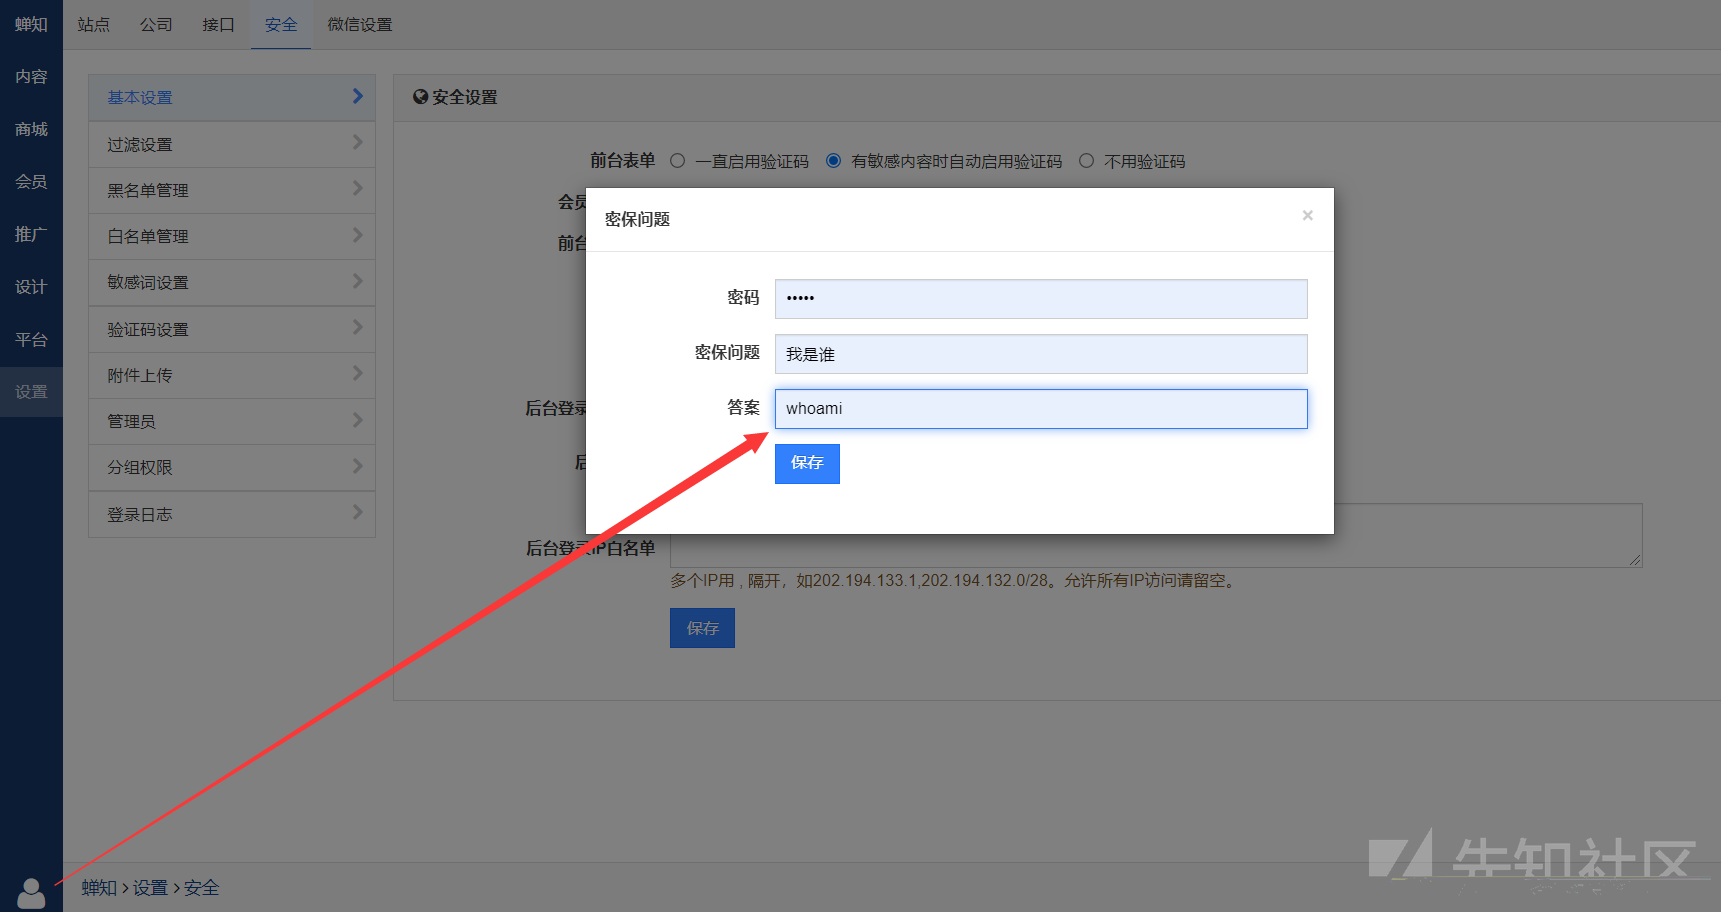 蝉知
内容
商城
会员
推广
设计
平台
设置
站点 公司 接口 安全 微信设置
基本设置
过滤设置
黑名单管理
白名单管理
敏感词设置
验证码设置
附件上传
管理员
分组权限
登录日志
安全设置
前台表单 一直启用验证码 有敏感内容时自动启用验证码 不用验证码
会员
前台
后台登录
后
密保问题 ×
密码 •••••
密保问题 我是谁
答案 whoami
保存
后台登录IP白名单
多个IP用 , 隔开，如202.194.133.1,202.194.132.0/28。允许所有IP访问请留空。
保存
蝉知 > 设置 > 安全
先知社区